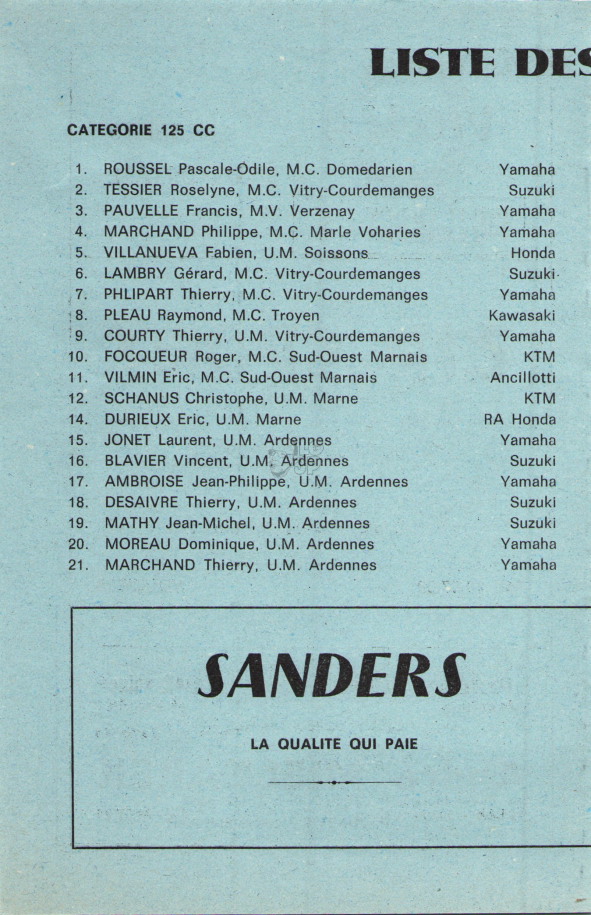 LISTE DES
CATEGORIE 125 CC
1. ROUSSEL Pascale-Odile, M.C. Domedarien Yamaha
2. TESSIER Roselyne, M.C. Vitry-Courdemanges Suzuki
3. PAUVELLE Francis, M.V. Verzenay Yamaha
4. MARCHAND Philippe, M.C. Marle Voharies Yamaha
5. VILLANUEVA Fabien, U.M. Soissons Honda
6. LAMBRY Gérard, M.C. Vitry-Courdemanges Suzuki
7. PHLIPART Thierry, M.C. Vitry-Courdemanges Yamaha
8. PLEAU Raymond, M.C. Troyen Kawasaki
9. COURTY Thierry, U.M. Vitry-Courdemanges Yamaha
10. FOCQUEUR Roger, M.C. Sud-Ouest Marnais KTM
11. VILMIN Eric, M.C. Sud-Ouest Marnais Ancillotti
12. SCHANUS Christophe, U.M. Marne KTM
14. DURIEUX Eric, U.M. Marne RA Honda
15. JONET Laurent, U.M. Ardennes Yamaha
16. BLAVIER Vincent, U.M. Ardennes Suzuki
17. AMBROISE Jean-Philippe, U.M. Ardennes Yamaha
18. DESAIVRE Thierry, U.M. Ardennes Suzuki
19. MATHY Jean-Michel, U.M. Ardennes Suzuki
20. MOREAU Dominique, U.M. Ardennes Yamaha
21. MARCHAND Thierry, U.M. Ardennes Yamaha
SANDERS
LA QUALITE QUI PAIE